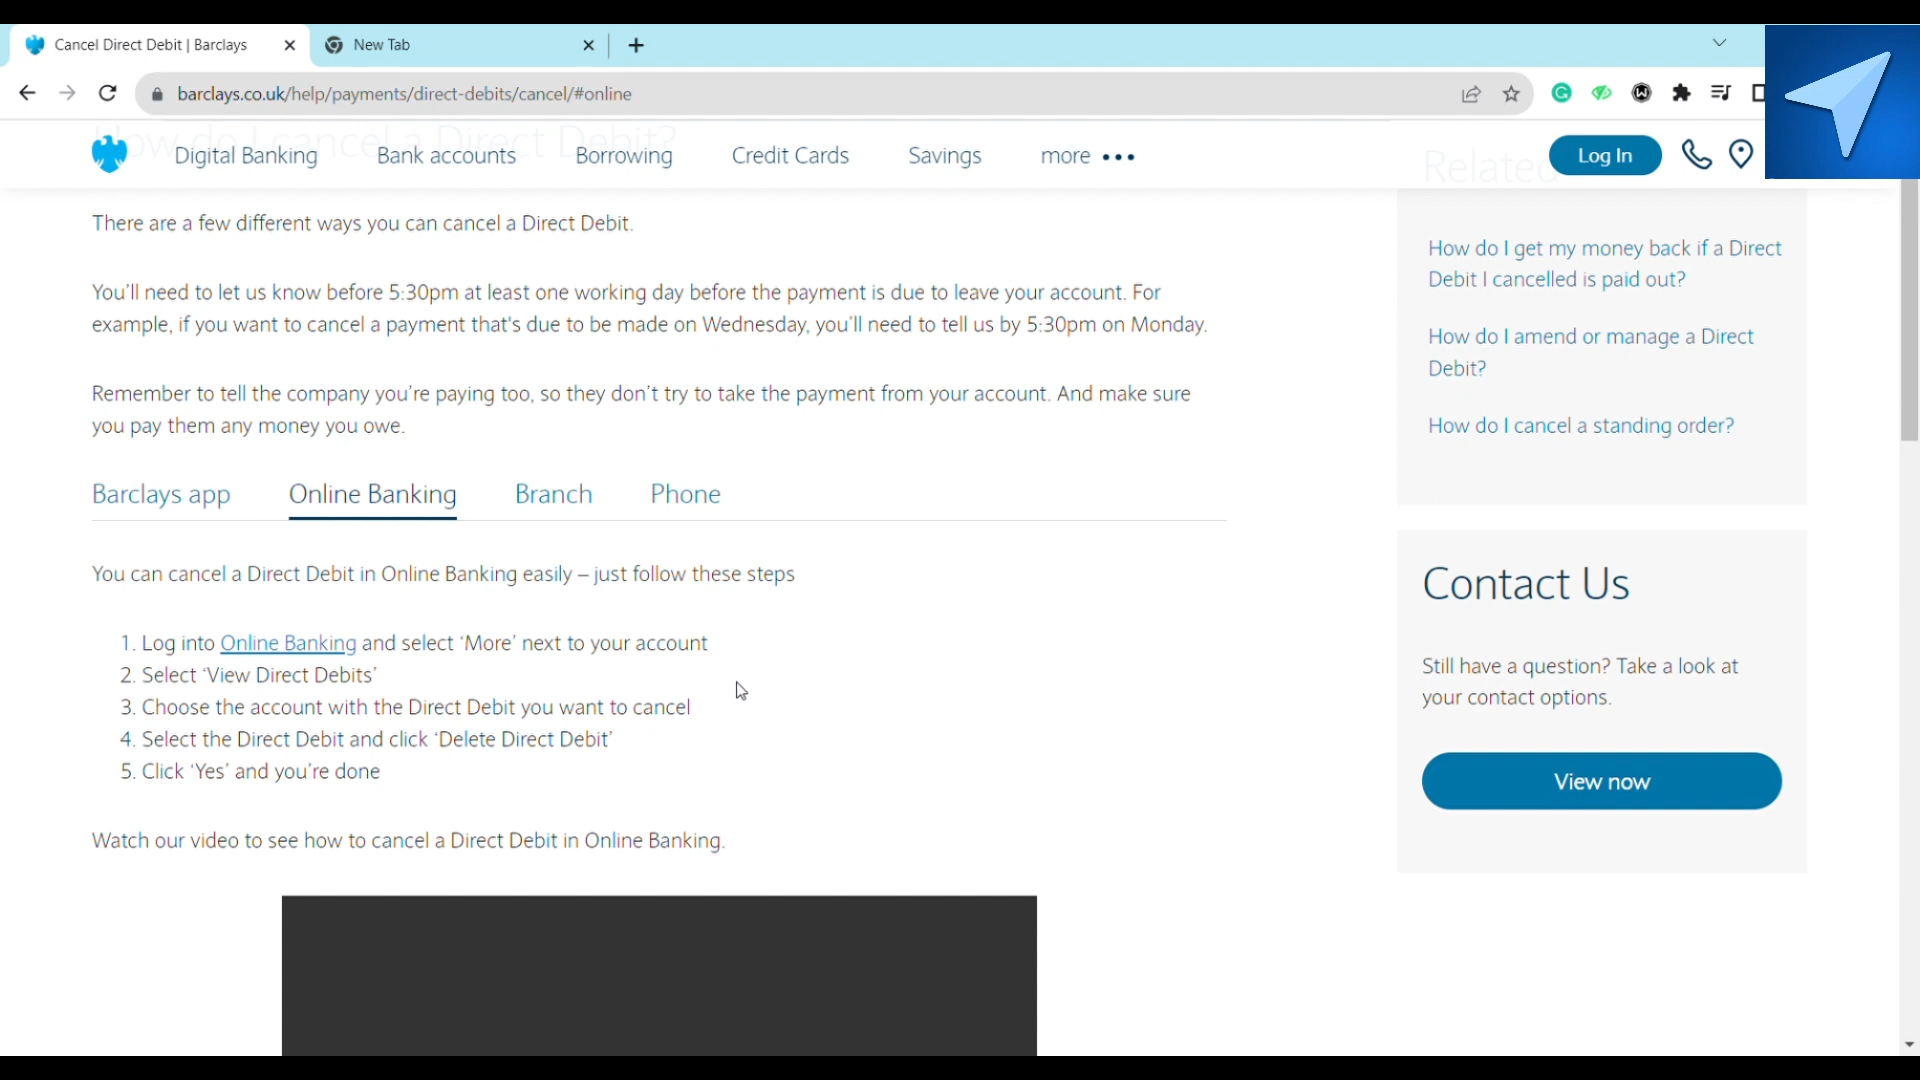 Cancel Direct Debit | Barclays
New Tab
barclays.co.uk/help/payments/direct-debits/cancel/#online
How do I cancel a Direct Debit?
Digital Banking
Bank accounts
Borrowing
Credit Cards
Savings
more
Log In
Related
There are a few different ways you can cancel a Direct Debit.
You'll need to let us know before 5:30pm at least one working day before the payment is due to leave your account. For
example, if you want to cancel a payment that's due to be made on Wednesday, you'll need to tell us by 5:30pm on Monday.
Remember to tell the company you're paying too, so they don't try to take the payment from your account. And make sure
you pay them any money you owe.
Barclays app
Online Banking
Branch
Phone
You can cancel a Direct Debit in Online Banking easily – just follow these steps
1. Log into Online Banking and select ‘More’ next to your account
2. Select ‘View Direct Debits’
3. Choose the account with the Direct Debit you want to cancel
4. Select the Direct Debit and click ‘Delete Direct Debit’
5. Click ‘Yes’ and you're done
Watch our video to see how to cancel a Direct Debit in Online Banking.
How do I get my money back if a Direct
Debit I cancelled is paid out?
How do I amend or manage a Direct
Debit?
How do I cancel a standing order?
Contact Us
Still have a question? Take a look at
your contact options.
View now